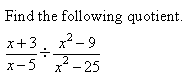 Find the following quotient.
x+3/x-5 ÷ x²-9/x²-25